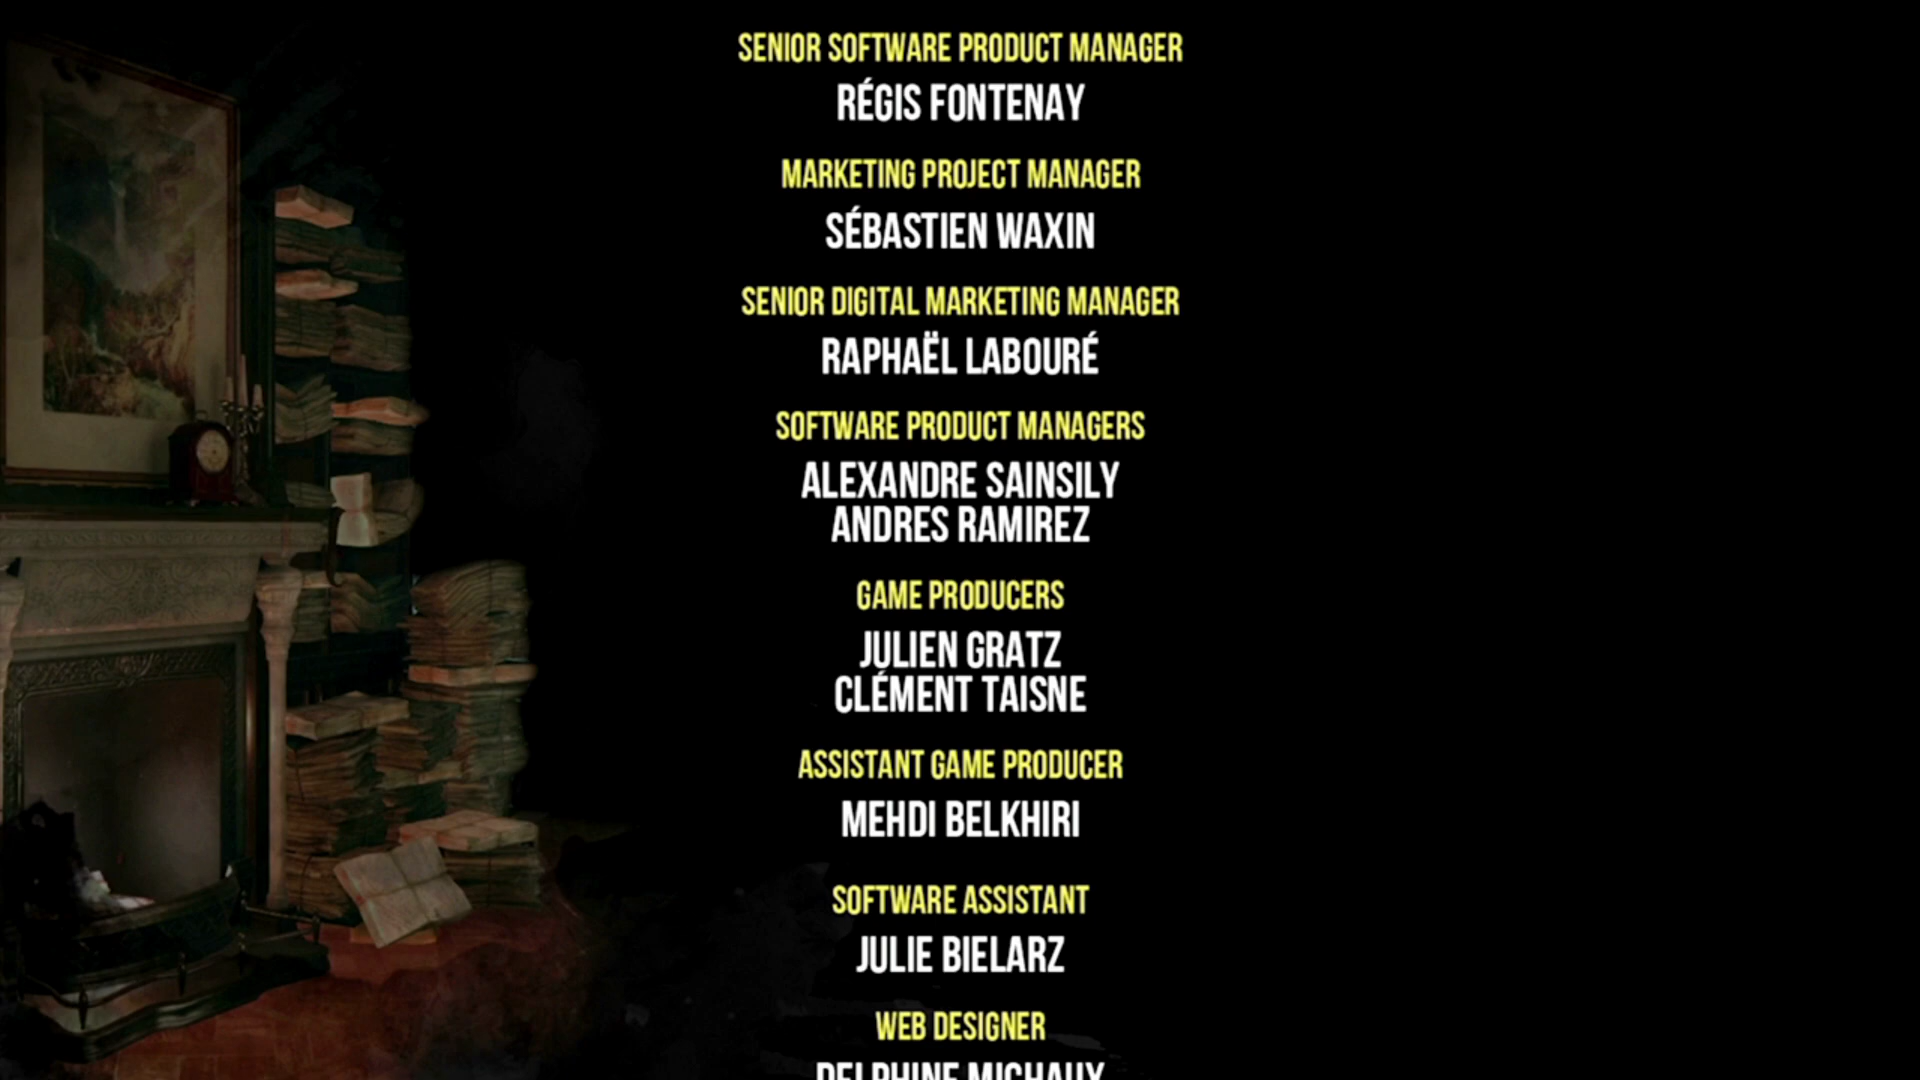 SENIOR SOFTWARE PRODUCT MANAGER
RÉGIS FONTENAY
MARKETING PROJECT MANAGER
SÉBASTIEN WAXIN
SENIOR DIGITAL MARKETING MANAGER
RAPHAËL LABOURÉ
SOFTWARE PRODUCT MANAGERS
ALEXANDRE SAINSILY
ANDRES RAMIREZ
GAME PRODUCERS
JULIEN GRATZ
CLÉMENT TAISNE
ASSISTANT GAME PRODUCER
MEHDI BELKHIRI
SOFTWARE ASSISTANT
JULIE BIELARZ
WEB DESIGNER
DELPHINE MICHAUX